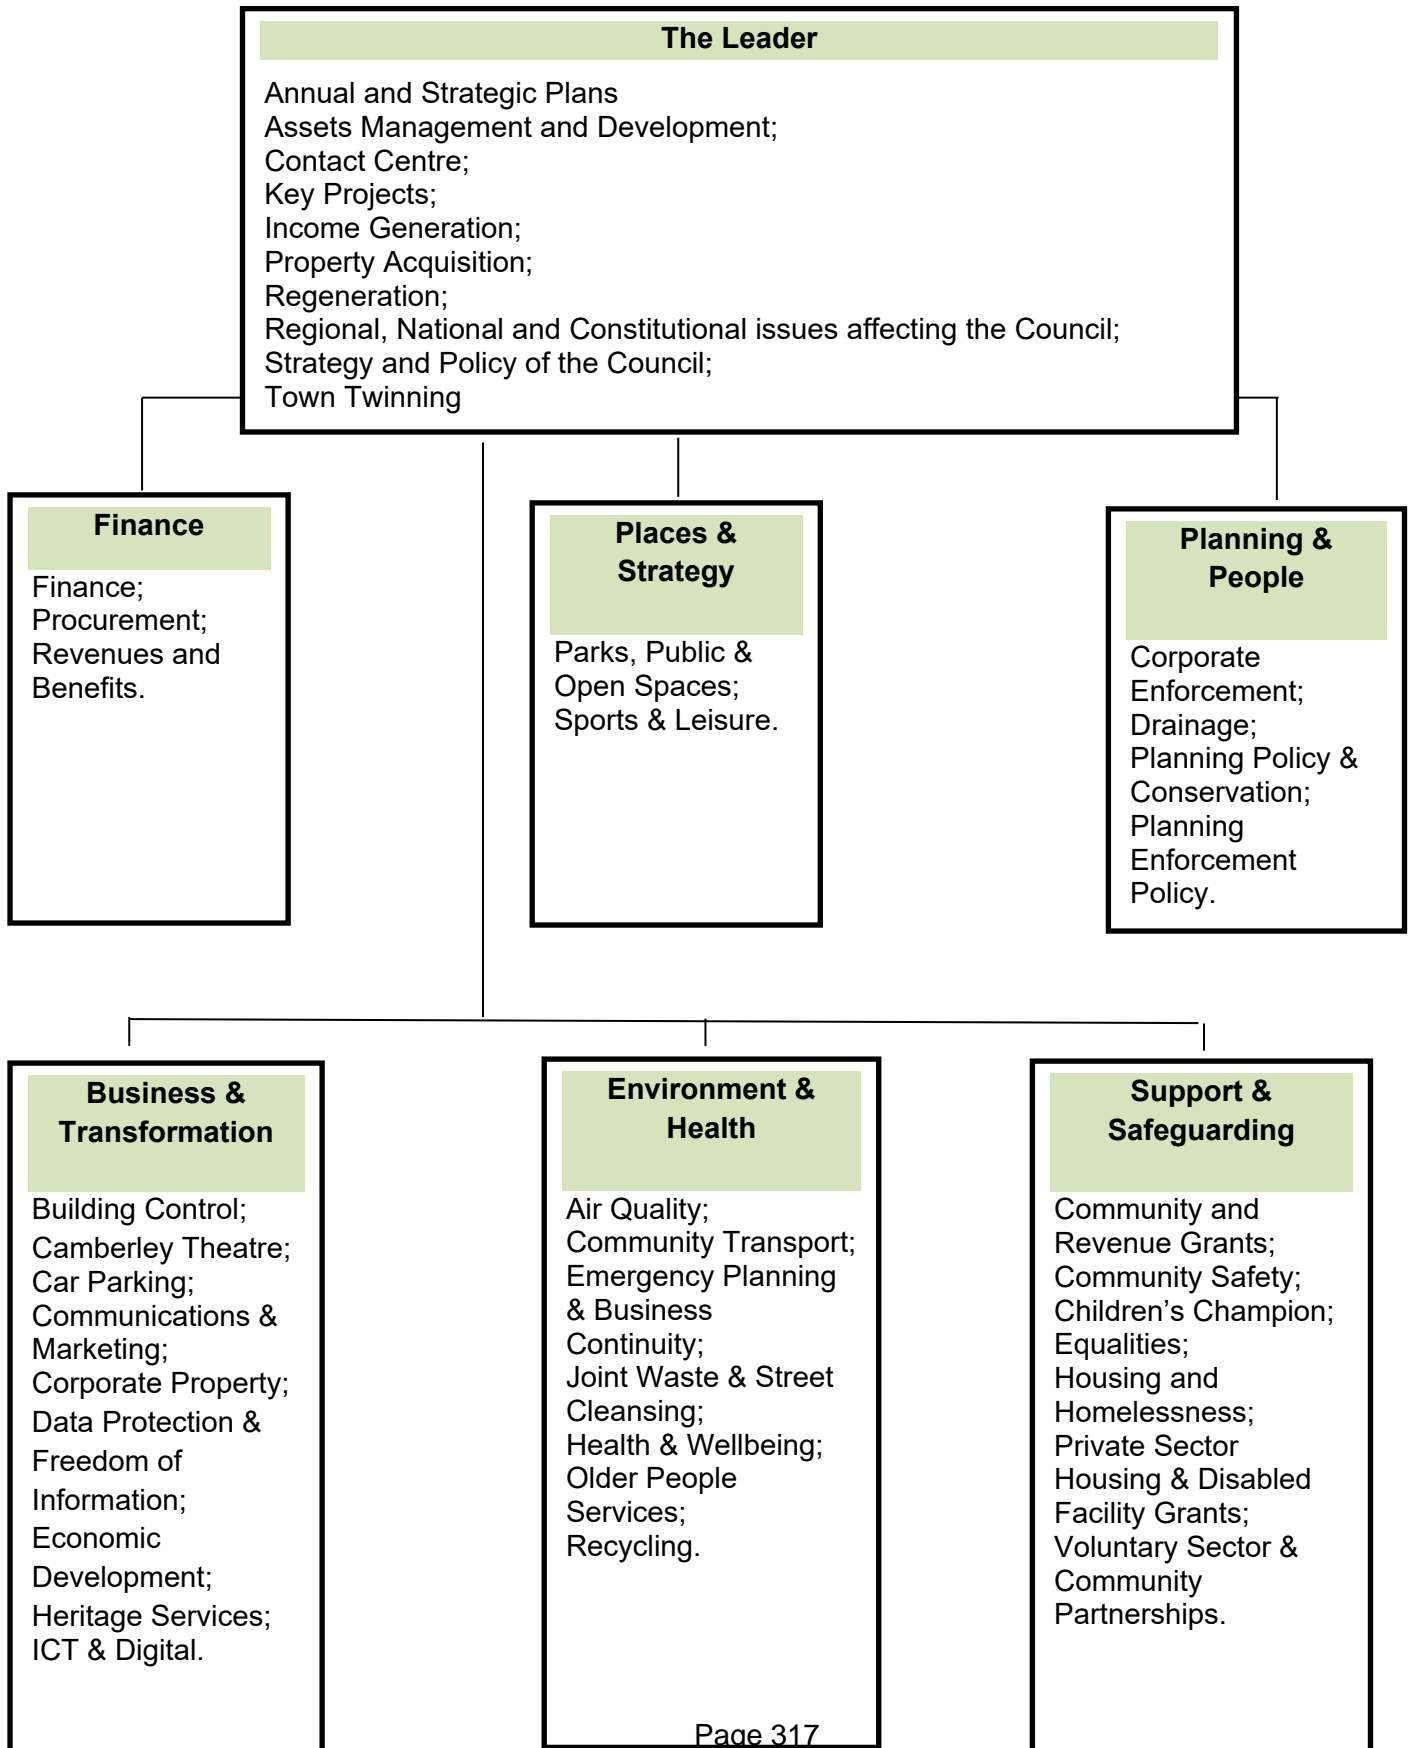 The Leader
Annual and Strategic Plans
Assets Management and Development;
Contact Centre;
Key Projects;
Income Generation;
Property Acquisition;
Regeneration;
Regional, National and Constitutional issues affecting the Council;
Strategy and Policy of the Council;
Town Twinning
Finance
Finance;
Procurement;
Revenues and
Benefits.
Places &
Strategy
Parks, Public &
Open Spaces;
Sports & Leisure.
Planning &
People
Corporate
Enforcement;
Drainage;
Planning Policy &
Conservation;
Planning
Enforcement
Policy.
Business &
Transformation
Building Control;
Camberley Theatre;
Car Parking;
Communications &
Marketing;
Corporate Property;
Data Protection &
Freedom of
Information;
Economic
Development;
Heritage Services;
ICT & Digital.
Environment &
Health
Air Quality;
Community Transport;
Emergency Planning
& Business
Continuity;
Joint Waste & Street
Cleansing;
Health & Wellbeing;
Older People
Services;
Recycling.
Support &
Safeguarding
Community and
Revenue Grants;
Community Safety;
Children’s Champion;
Equalities;
Housing and
Homelessness;
Private Sector
Housing & Disabled
Facility Grants;
Voluntary Sector &
Community
Partnerships.
Page 317